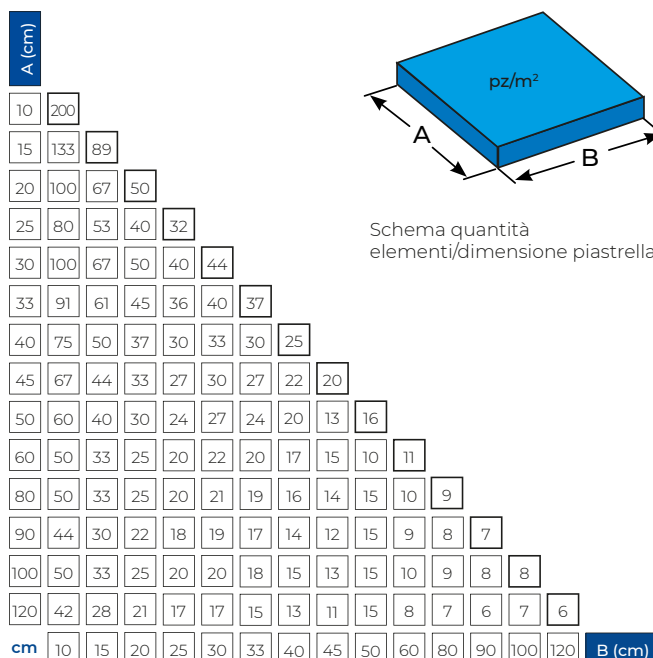 A (cm)
pz/m²
A
B
Schema quantità
elementi/dimensione piastrella
10 200
15 133 89
20 100 67 50
25 80 53 40 32
30 100 67 50 40 44
33 91 61 45 36 40 37
40 75 50 37 30 33 30 25
45 67 44 33 27 30 27 22 20
50 60 40 30 24 27 24 20 13 16
60 50 33 25 20 22 20 17 15 10 11
80 50 33 25 20 21 19 16 14 15 10 9
90 44 30 22 18 19 17 14 12 15 9 8 7
100 50 33 25 20 20 18 15 13 15 10 9 8 8
120 42 28 21 17 17 15 13 11 15 8 7 6 7 6
cm 10 15 20 25 30 33 40 45 50 60 80 90 100 120 B (cm)